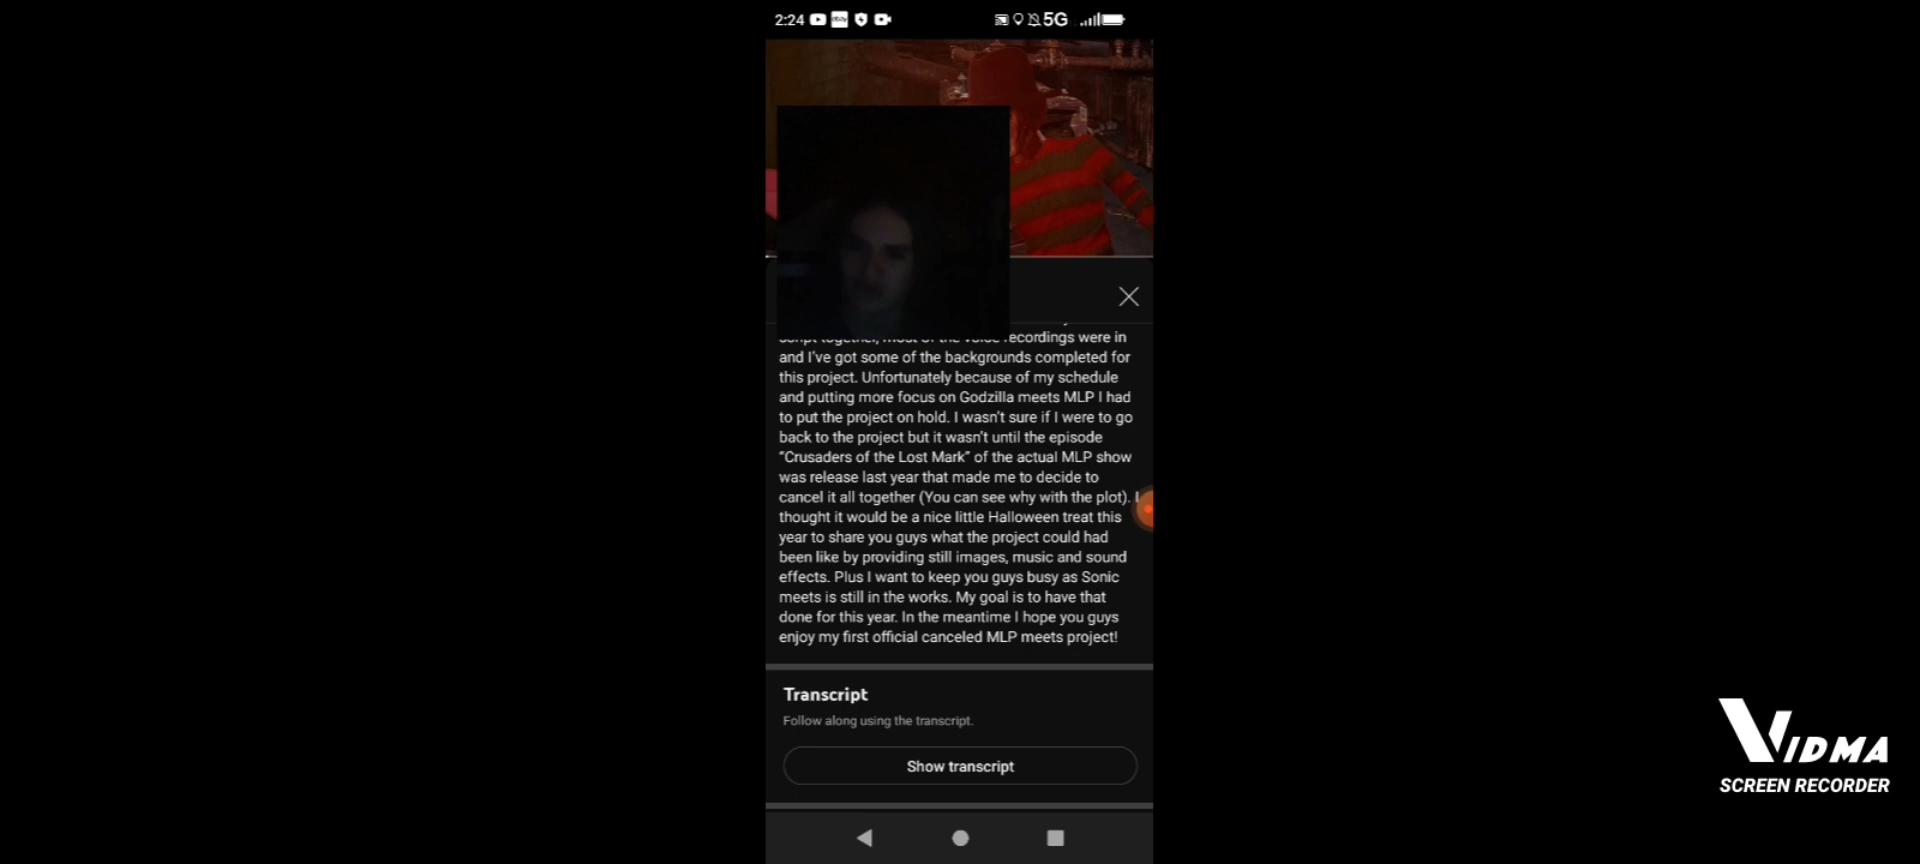 2:24
5G
recordings were in
and I've got some of the backgrounds completed for
this project. Unfortunately because of my schedule
and putting more focus on Godzilla meets MLP I had
to put the project on hold. I wasn't sure if I were to go
back to the project but it wasn't until the episode
“Crusaders of the Lost Mark” of the actual MLP show
was release last year that made me to decide to
cancel it all together (You can see why with the plot). I
thought it would be a nice little Halloween treat this
year to share you guys what the project could had
been like by providing still images, music and sound
effects. Plus I want to keep you guys busy as Sonic
meets is still in the works. My goal is to have that
done for this year. In the meantime I hope you guys
enjoy my first official canceled MLP meets project!
Transcript
Follow along using the transcript.
Show transcript
VIDMA
SCREEN RECORDER